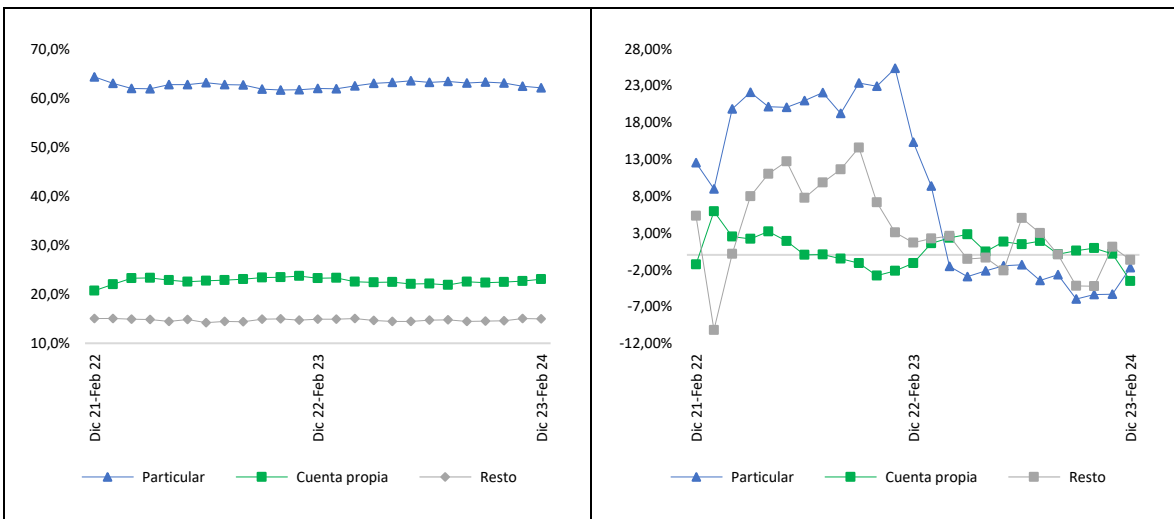 70,0%
60,0%
50,0%
40,0%
30,0%
20,0%
10,0%
Dic 21-Feb 22
Dic 22-Feb 23
Dic 23-Feb 24
Particular
Cuenta propia
Resto
28,00%
23,00%
18,00%
13,00%
8,00%
3,00%
-2,00%
-7,00%
-12,00%
Dic 21-Feb 22
Dic 22-Feb 23
Dic 23-Feb 24
Particular
Cuenta propia
Resto